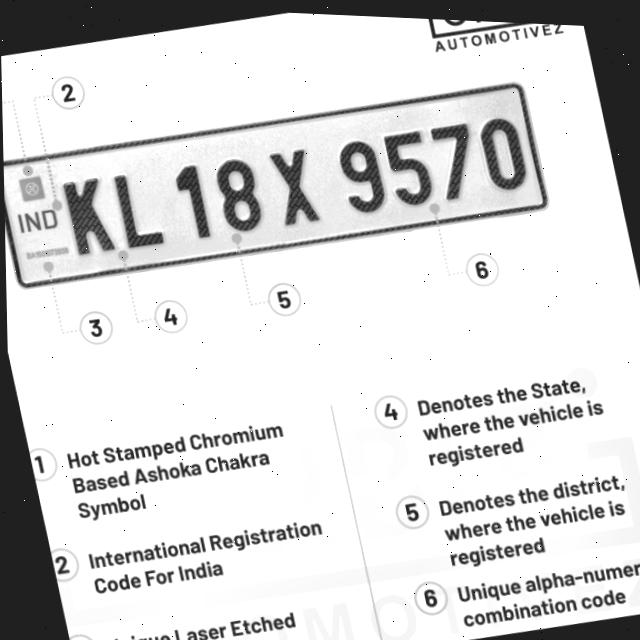 AUTOMOTIVEZ
2
IND
KL 18 X 9570
3
4
5
6
1 Hot Stamped Chromium
Based Ashoka Chakra
Symbol
2 International Registration
Code For India
Laser Etched
4 Denotes the State,
where the vehicle is
registered
5 Denotes the district,
where the vehicle is
registered
6 Unique alpha-numer
combination code